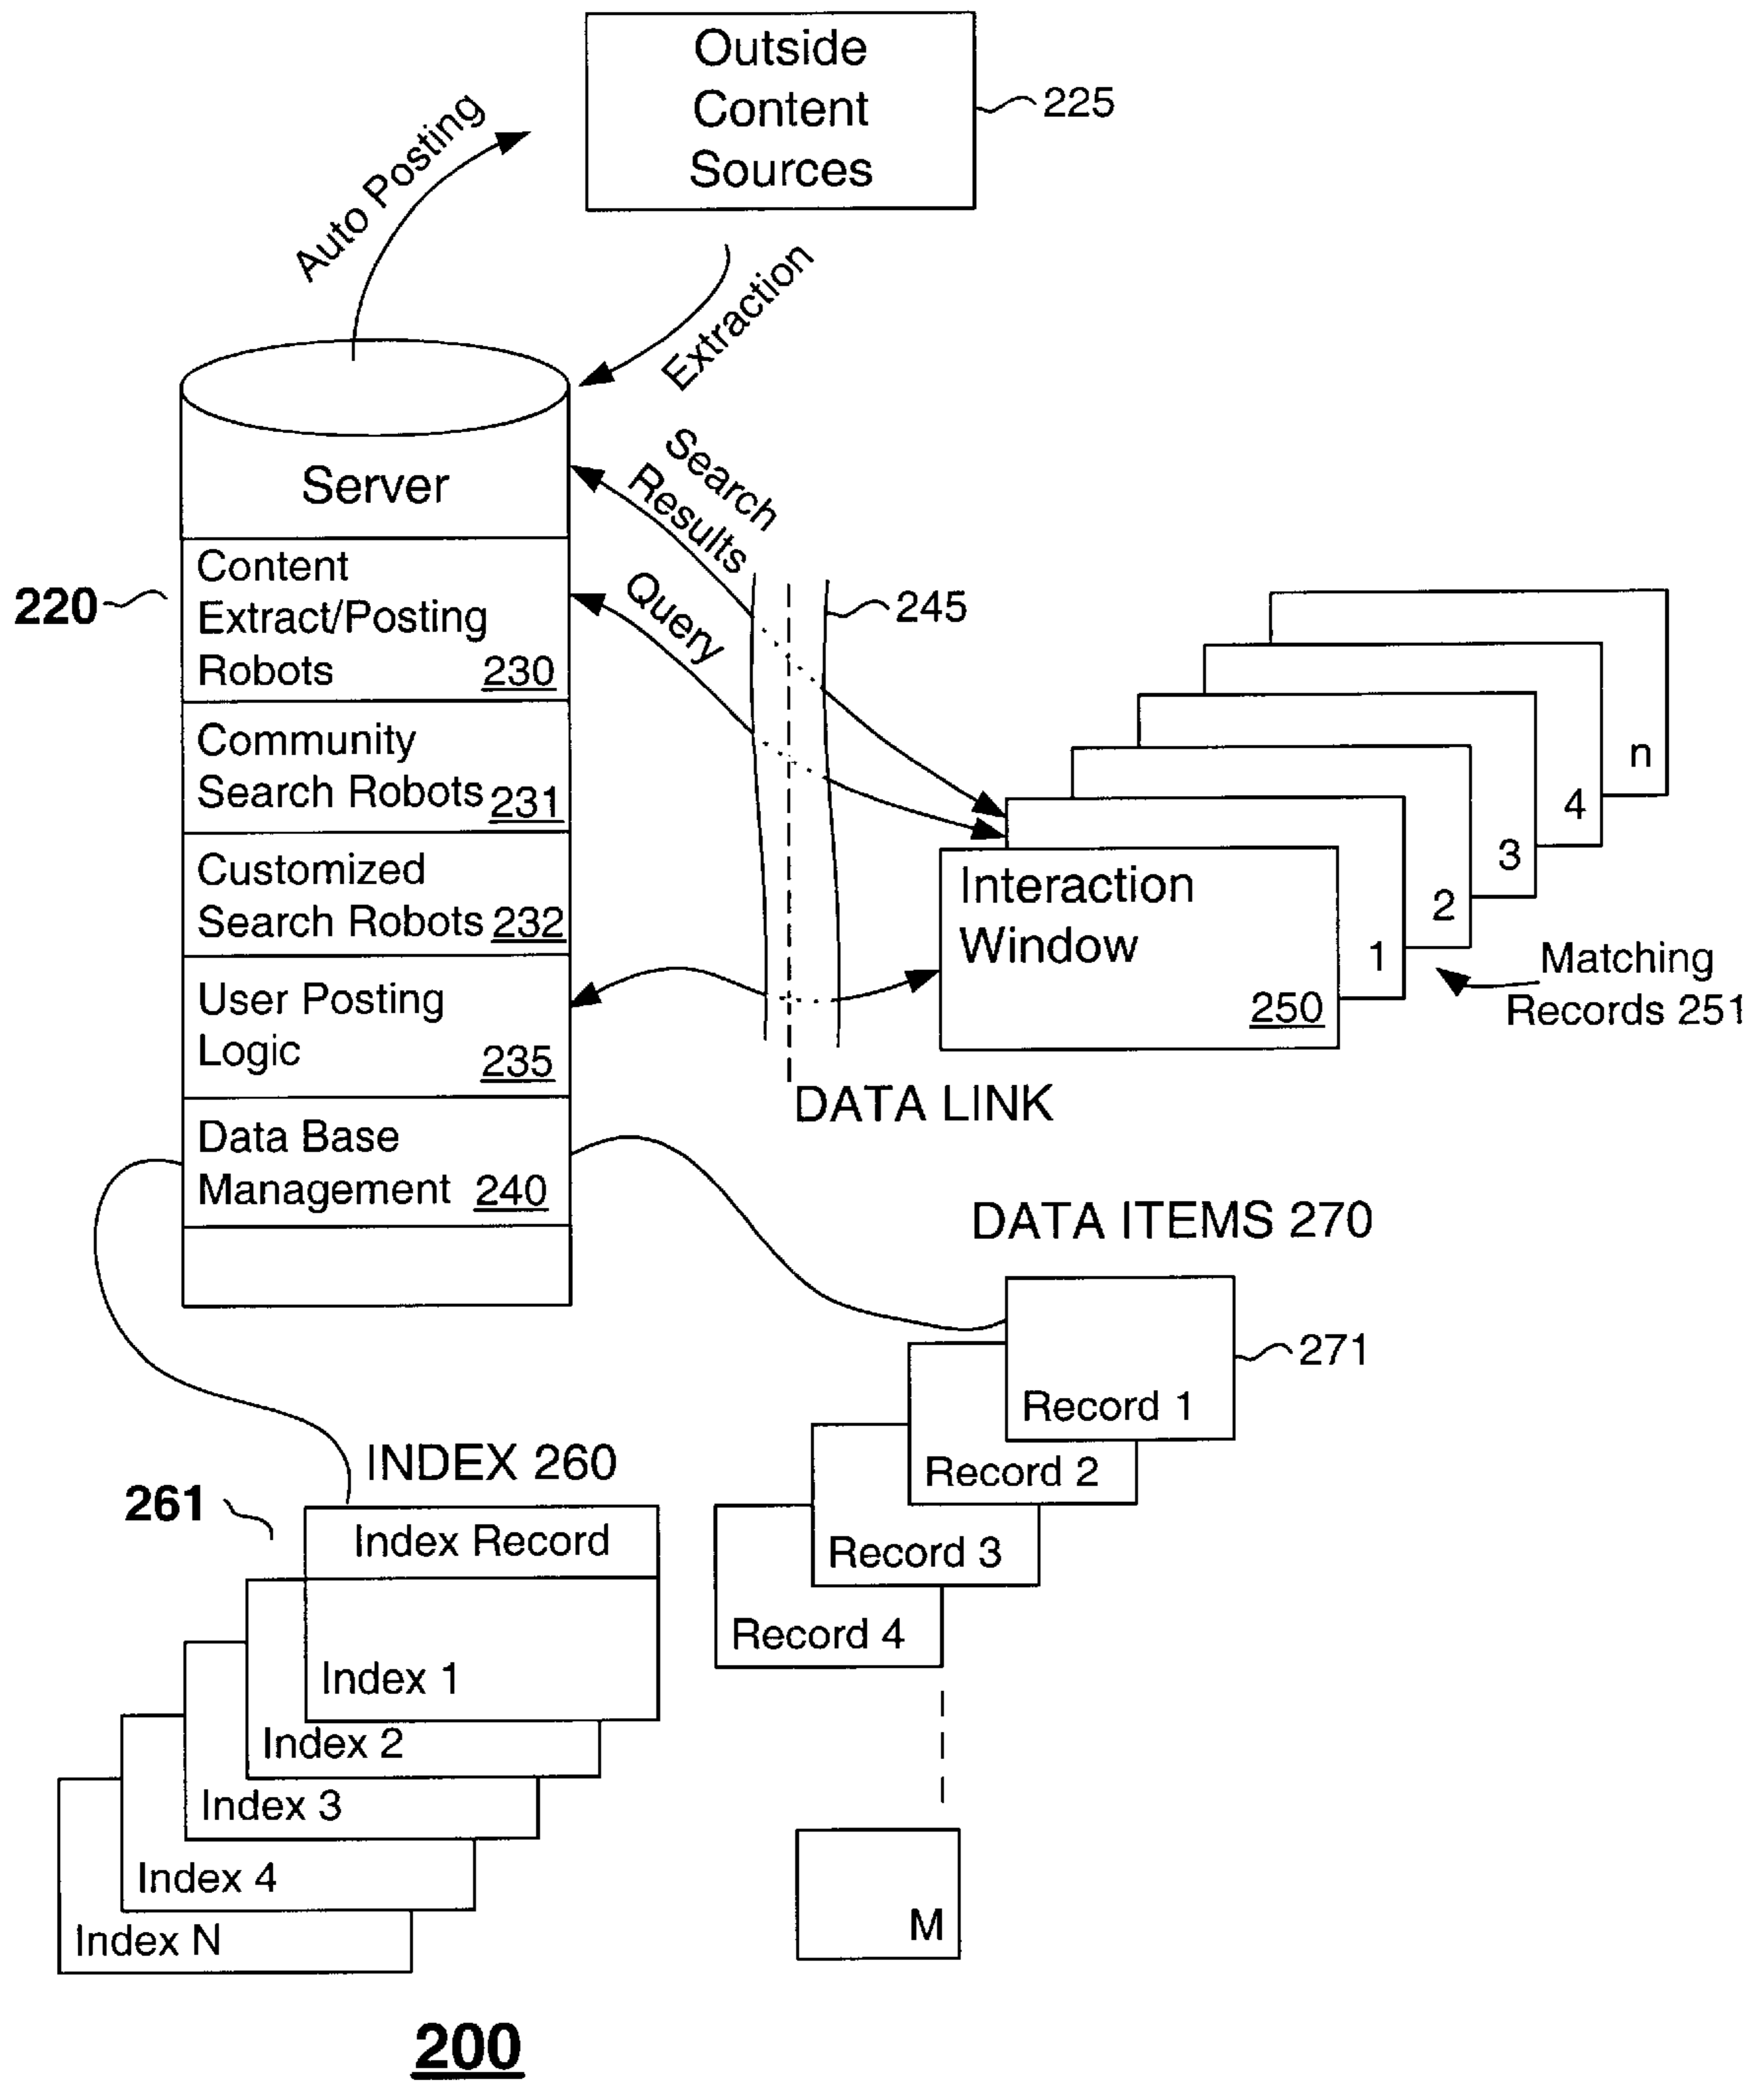 Outside
Content
Sources
225
Auto Posting
Extraction
Server
Search
Results
Query
220
Content
Extract/Posting
Robots 230
Community
Search Robots 231
Customized
Search Robots 232
User Posting
Logic 235
Data Base
Management 240
245
DATA LINK
n
4
3
2
1
Interaction
Window
250
Matching
Records 251
DATA ITEMS 270
271
Record 1
Record 2
Record 3
Record 4
M
INDEX 260
261
Index Record
Index 1
Index 2
Index 3
Index 4
Index N
200